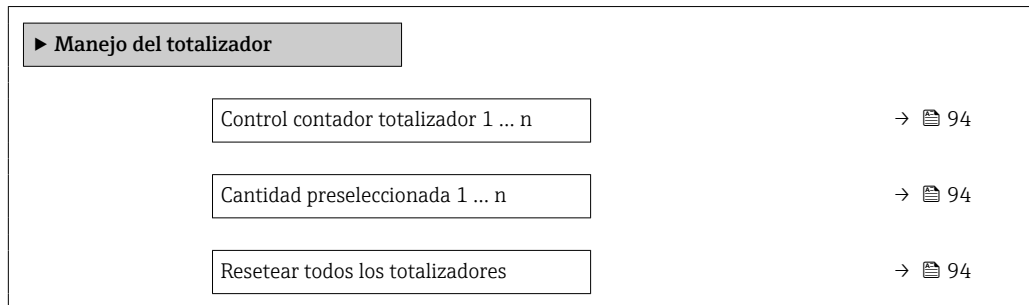 ▶ Manejo del totalizador
Control contador totalizador 1 … n → 94
Cantidad preseleccionada 1 … n → 94
Resetear todos los totalizadores → 94